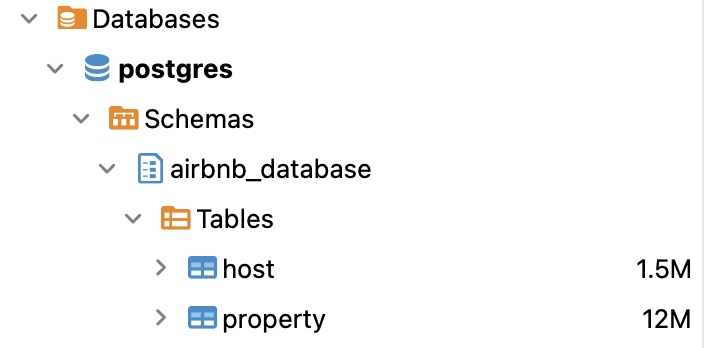 Databases
postgres
Schemas
airbnb_database
Tables
host 1.5M
property 12M